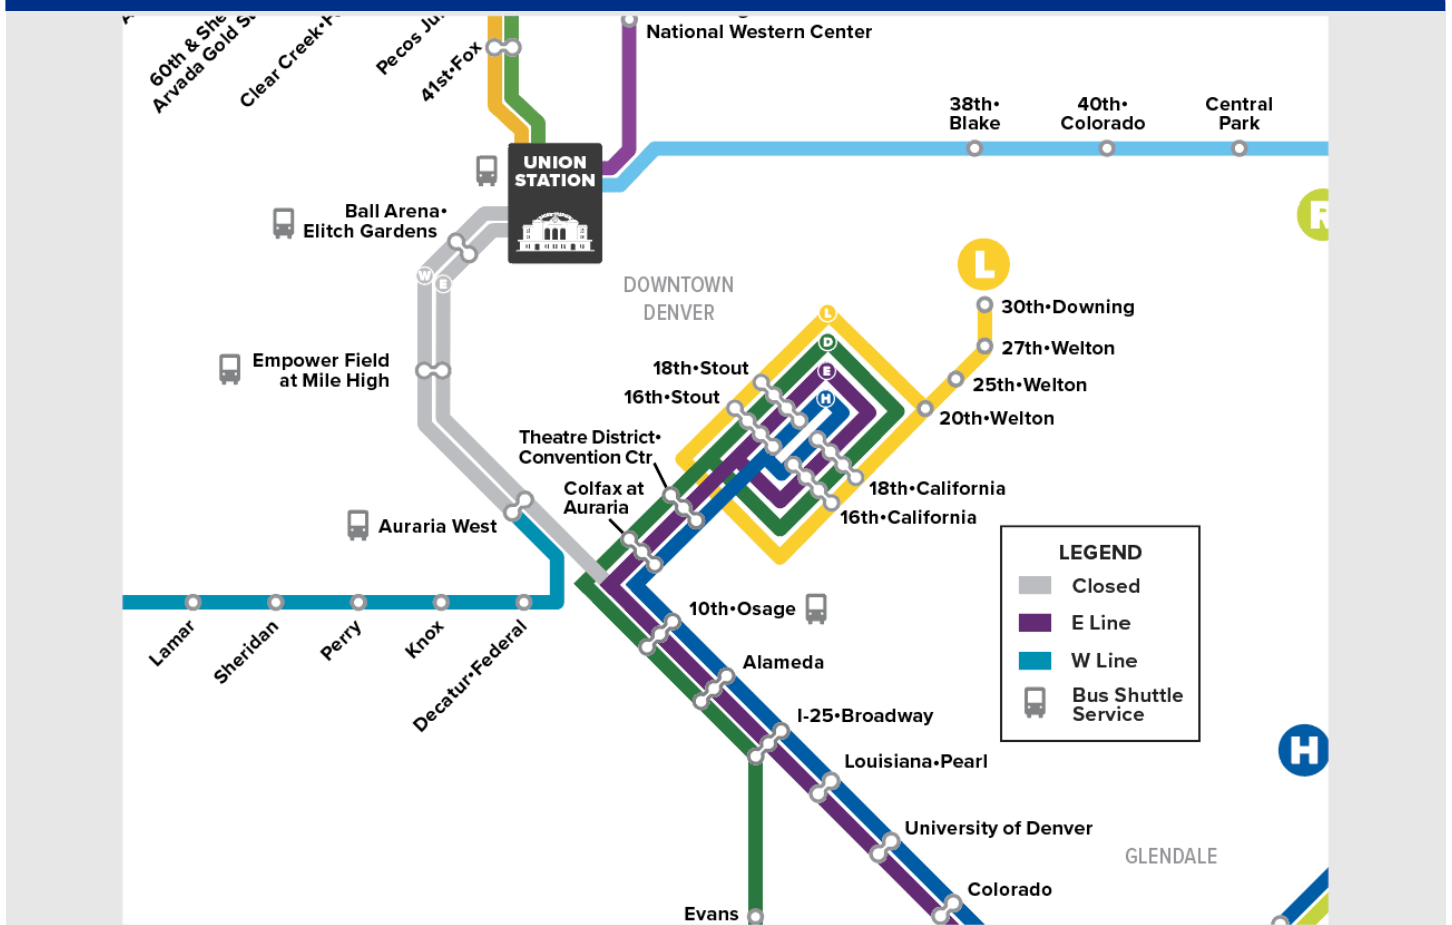 60th & She
Arvada Gold S
Clear Creek•F
Pecos Ju
41st•Fox
National Western Center
38th•
Blake
40th•
Colorado
Central
Park
UNION
STATION
Ball Arena•
Elitch Gardens
R
W
E
DOWNTOWN
DENVER
L
30th•Downing
27th•Welton
25th•Welton
20th•Welton
L
D
E
H
Empower Field
at Mile High
18th•Stout
16th•Stout
Theatre District•
Convention Ctr
Colfax at
Auraria
18th•California
16th•California
Auraria West
Lamar
Sheridan
Perry
Knox
Decatur•Federal
10th•Osage
Alameda
I-25•Broadway
Louisiana•Pearl
University of Denver
Colorado
Evans
GLENDALE
H
LEGEND
Closed
E Line
W Line
Bus Shuttle
Service